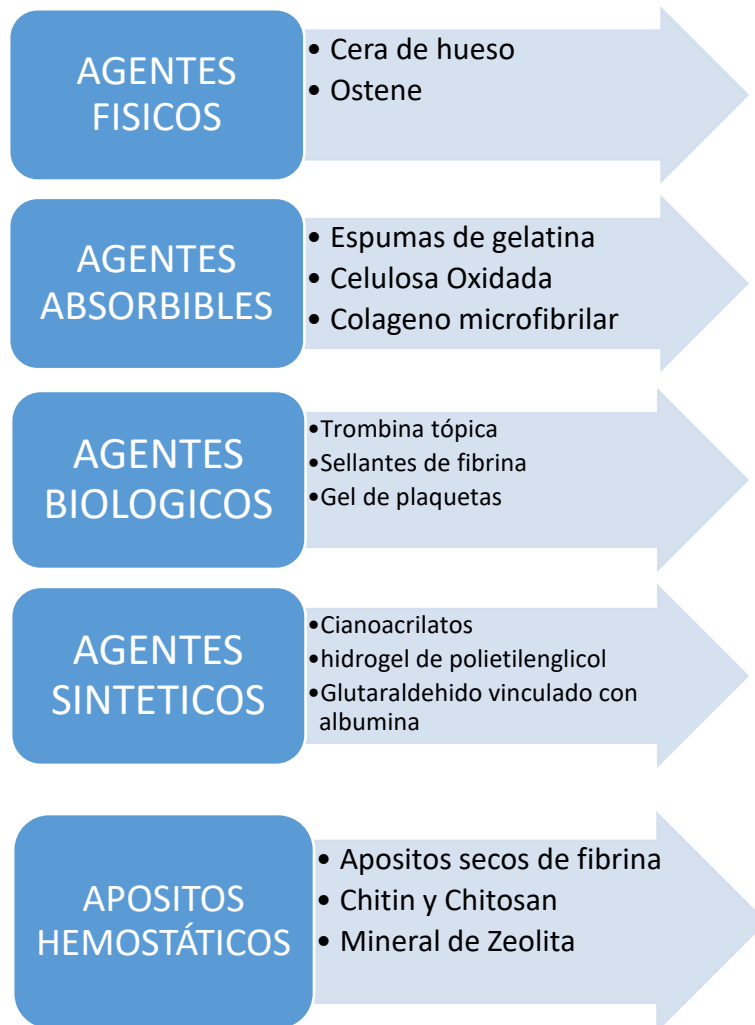 AGENTES
FISICOS
• Cera de hueso
• Ostene
AGENTES
ABSORBIBLES
• Espumas de gelatina
• Celulosa Oxidada
• Colageno microfibrilar
AGENTES
BIOLOGICOS
•Trombina tópica
•Sellantes de fibrina
•Gel de plaquetas
AGENTES
SINTETICOS
•Cianoacrilatos
•hidrogel de polietilenglicol
•Glutaraldehido vinculado con
albumina
APOSITOS
HEMOSTÁTICOS
• Apositos secos de fibrina
• Chitin y Chitosan
• Mineral de Zeolita